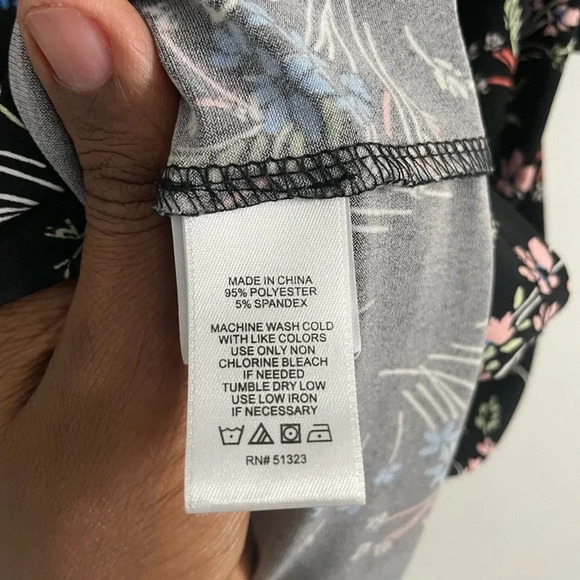 MADE IN CHINA
95% POLYESTER
5% SPANDEX
MACHINE WASH COLD
WITH LIKE COLORS
USE ONLY NON
CHLORINE BLEACH
IF NEEDED
TUMBLE DRY LOW
USE LOW IRON
IF NECESSARY
RN# 51323